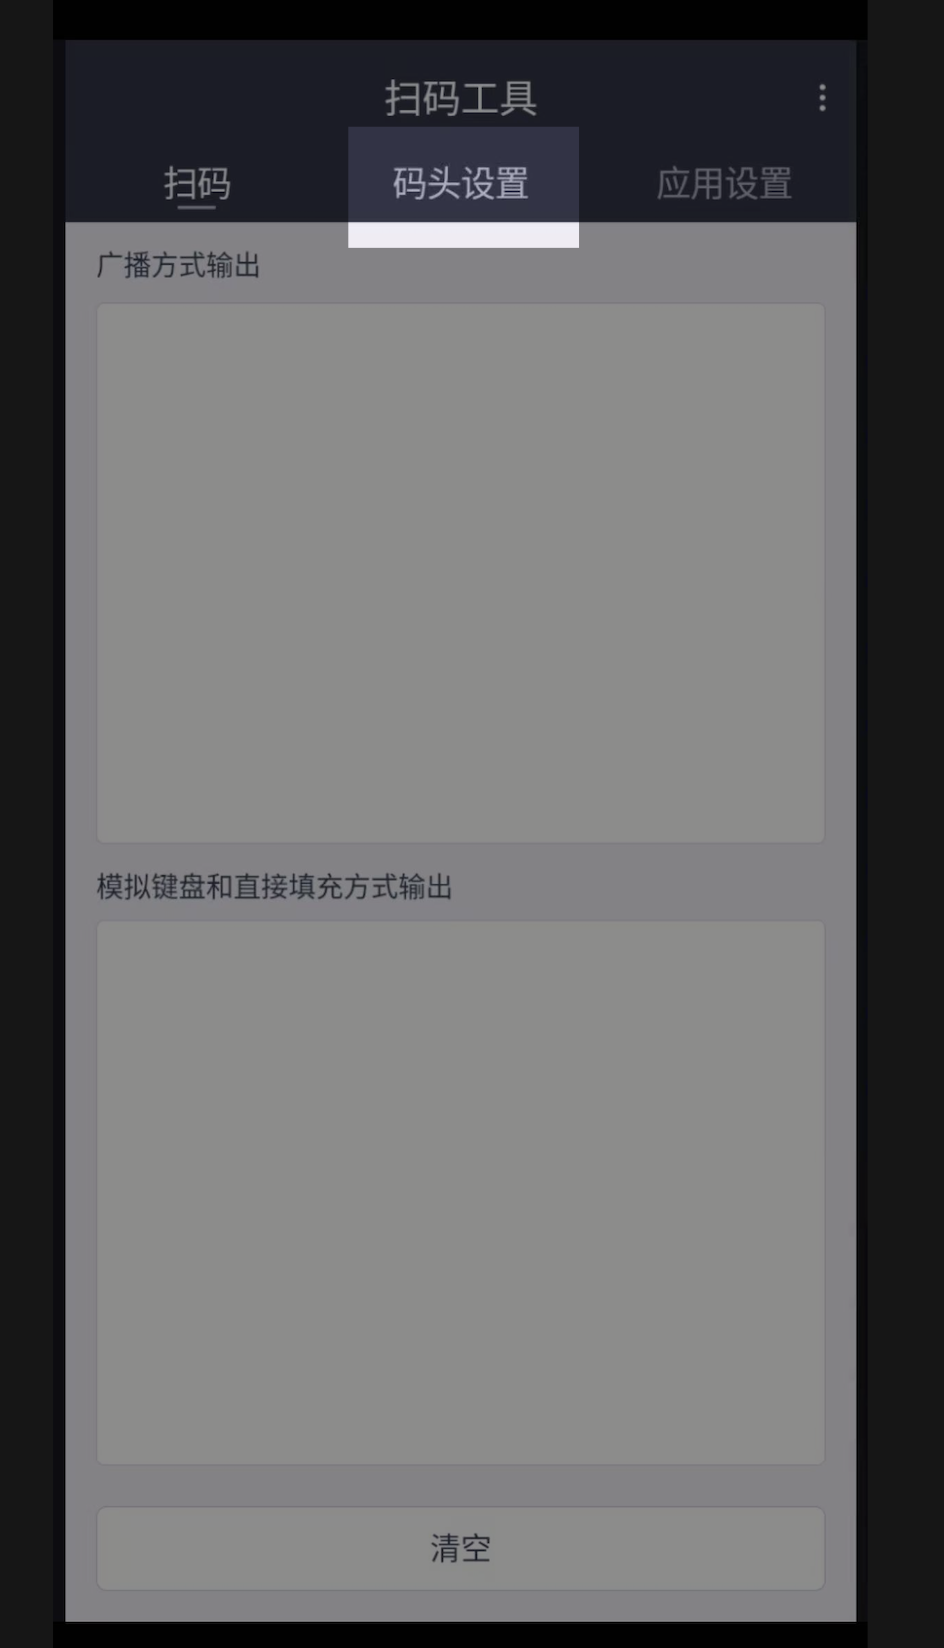 扫码工具
扫码 码头设置 应用设置
广播方式输出
模拟键盘和直接填充方式输出
清空